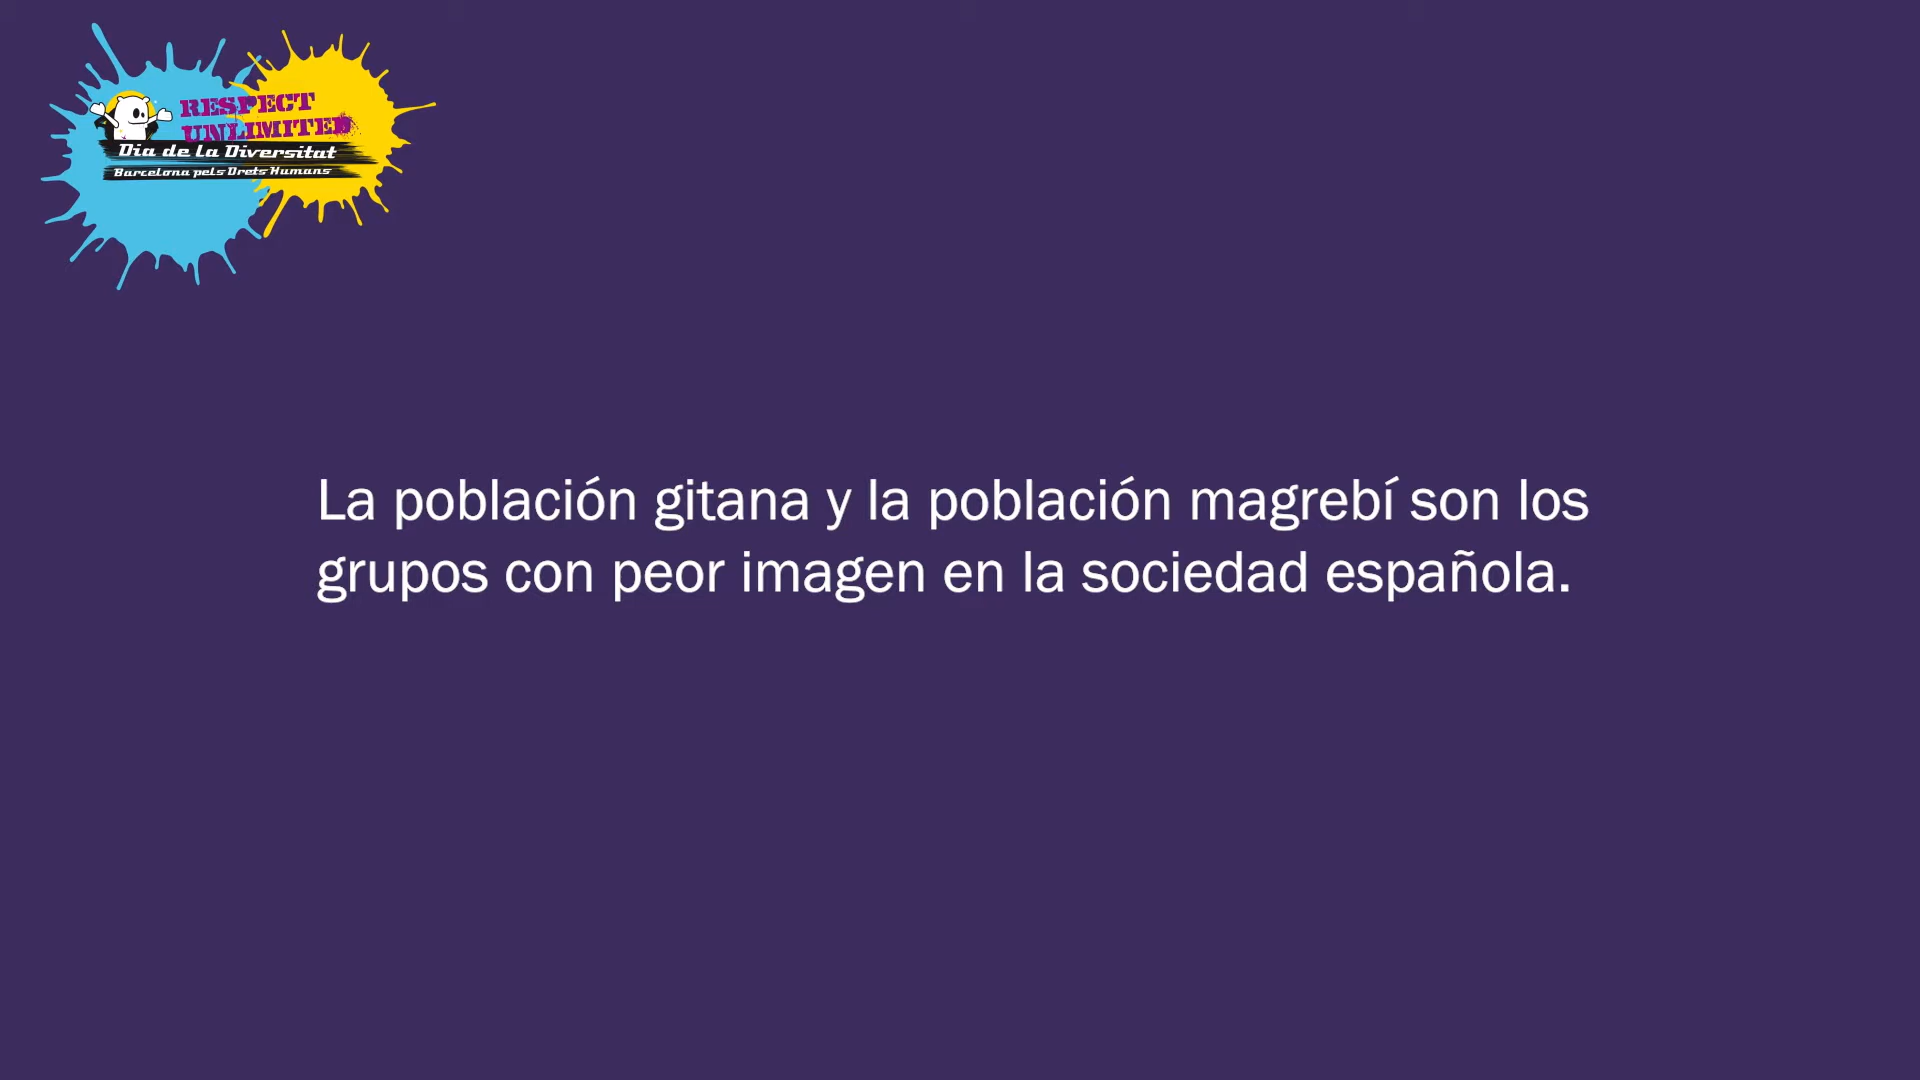 RESPECT
UNLIMITED
Dia de la Diversitat
Barcelona pels Drets Humans
La población gitana y la población magrebí son los
grupos con peor imagen en la sociedad española.